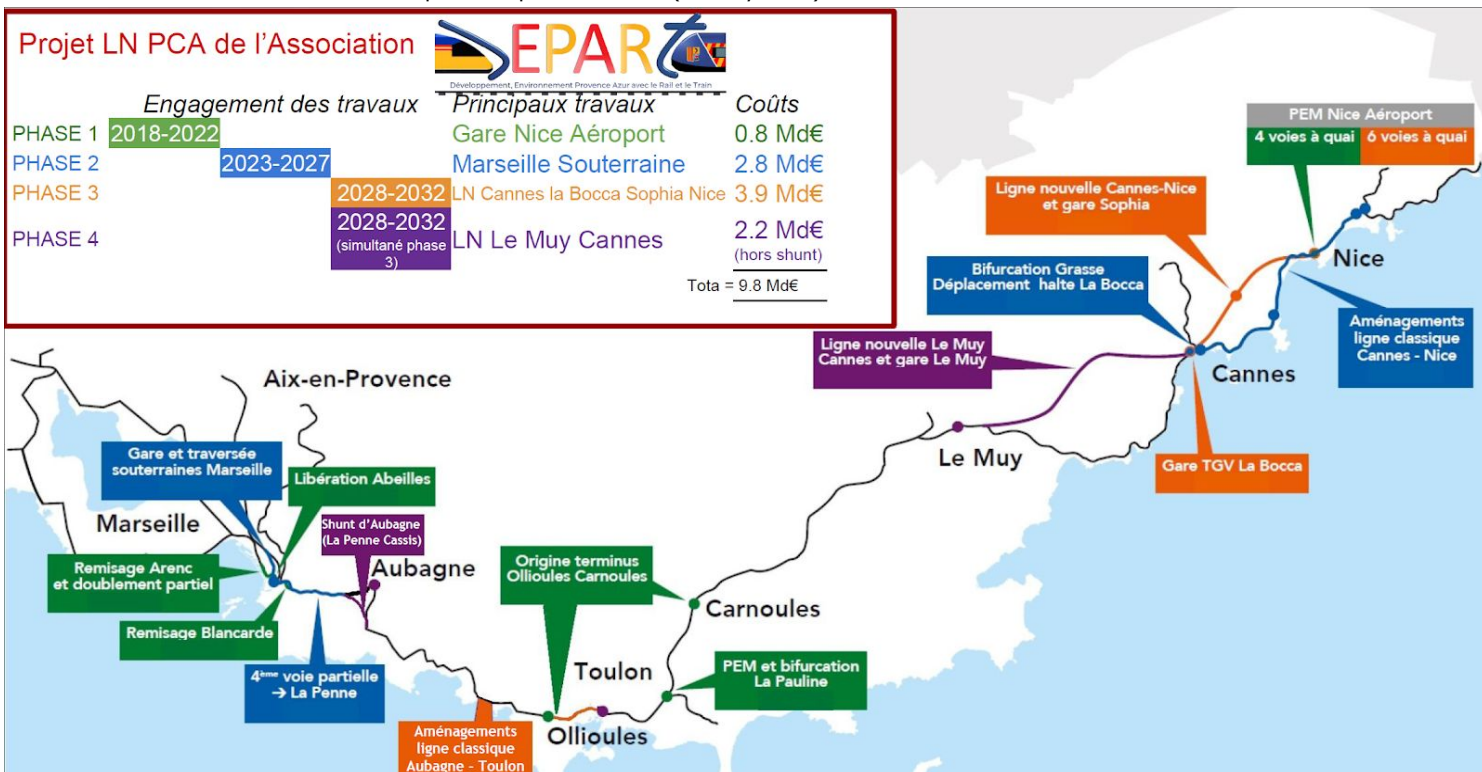 Projet LN PCA de l'Association
DEPART
Développement, Environnement Provence Azur avec le Rail et le Train
Engagement des travaux Principaux travaux Coûts
PHASE 1 2018-2022 Gare Nice Aéroport 0.8 Md€
PHASE 2 2023-2027 Marseille Souterraine 2.8 Md€
PHASE 3 2028-2032 LN Cannes la Bocca Sophia Nice 3.9 Md€
PHASE 4 2028-2032 LN Le Muy Cannes 2.2 Md€
(simultané phase
3)
(hors shunt)
Tota = 9.8 Md€
PEM Nice Aéroport
4 voies à quai 6 voies à quai
Ligne nouvelle Cannes-Nice
et gare Sophia
Nice
Bifurcation Grasse
Déplacement halte La Bocca
Aménagements
ligne classique
Cannes - Nice
Ligne nouvelle Le Muy
Cannes et gare Le Muy
Cannes
Aix-en-Provence
Le Muy
Gare TGV La Bocca
Gare et traversée
souterraines Marseille
Libération Abeilles
Marseille
Shunt d'Aubagne
(La Penne Cassis)
Aubagne
Remisage Arenc
et doublement partiel
Origine terminus
Ollioules Carnoules
Carnoules
Remisage Blancarde
4ème voie partielle
→ La Penne
Toulon
PEM et bifurcation
La Pauline
Ollioules
Aménagements
ligne classique
Aubagne - Toulon